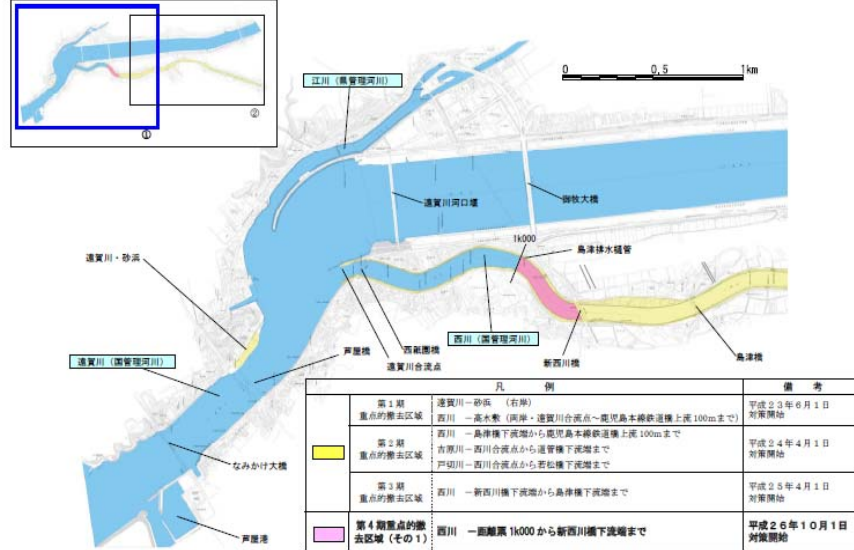 ①
②
0 0.5 1km
江川(県管理河川)
遠賀川河口堰
御牧大橋
1k000
島津排水樋管
遠賀川・砂浜
西川(国管理河川)
新西川橋
島津橋
芦屋橋
西祇園橋
遠賀川合流点
遠賀川(国管理河川)
なみかけ大橋
芦屋港
凡 例 備 考
第1期
重点的撤去区域
遠賀川-砂浜 (右岸)
西川 -高水敷(両岸・遠賀川合流点~鹿児島本線鉄道橋上流100mまで)
平成23年6月1日
対策開始
第2期
重点的撤去区域
西川 -島津橋下流端から鹿児島本線鉄道橋上流100mまで
吉原川-西川合流点から道管橋下流端まで
戸切川-西川合流点から若松橋下流端まで
平成24年4月1日
対策開始
第3期
重点的撤去区域
西川 -新西川橋下流端から島津橋下流端まで
平成25年4月1日
対策開始
第4期重点的撤
去区域(その1)
西川 -距離票1k000から新西川橋下流端まで
平成26年10月1日
対策開始